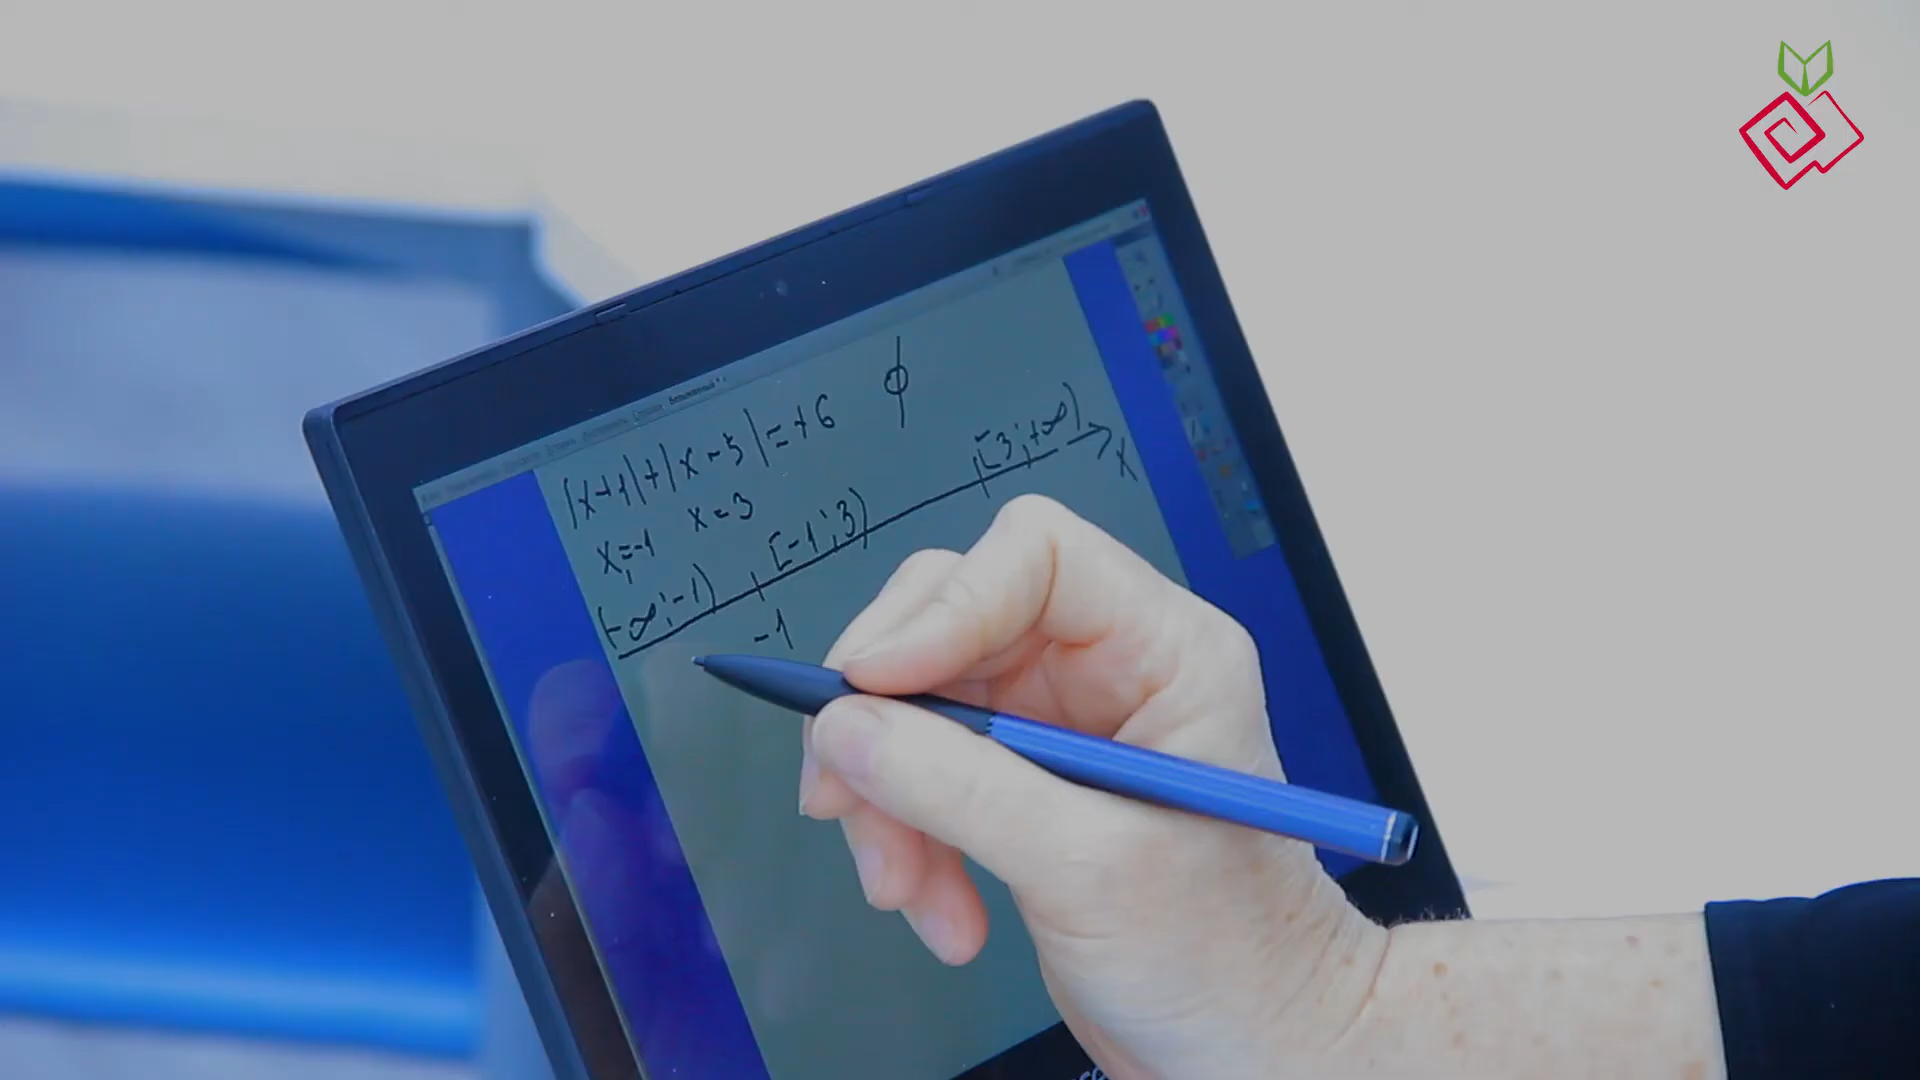 |x+1|+|x-3|=+6 ϕ
x=-1 x=3
(-∞;-1) [-1;3) [3;+∞)
-1 x